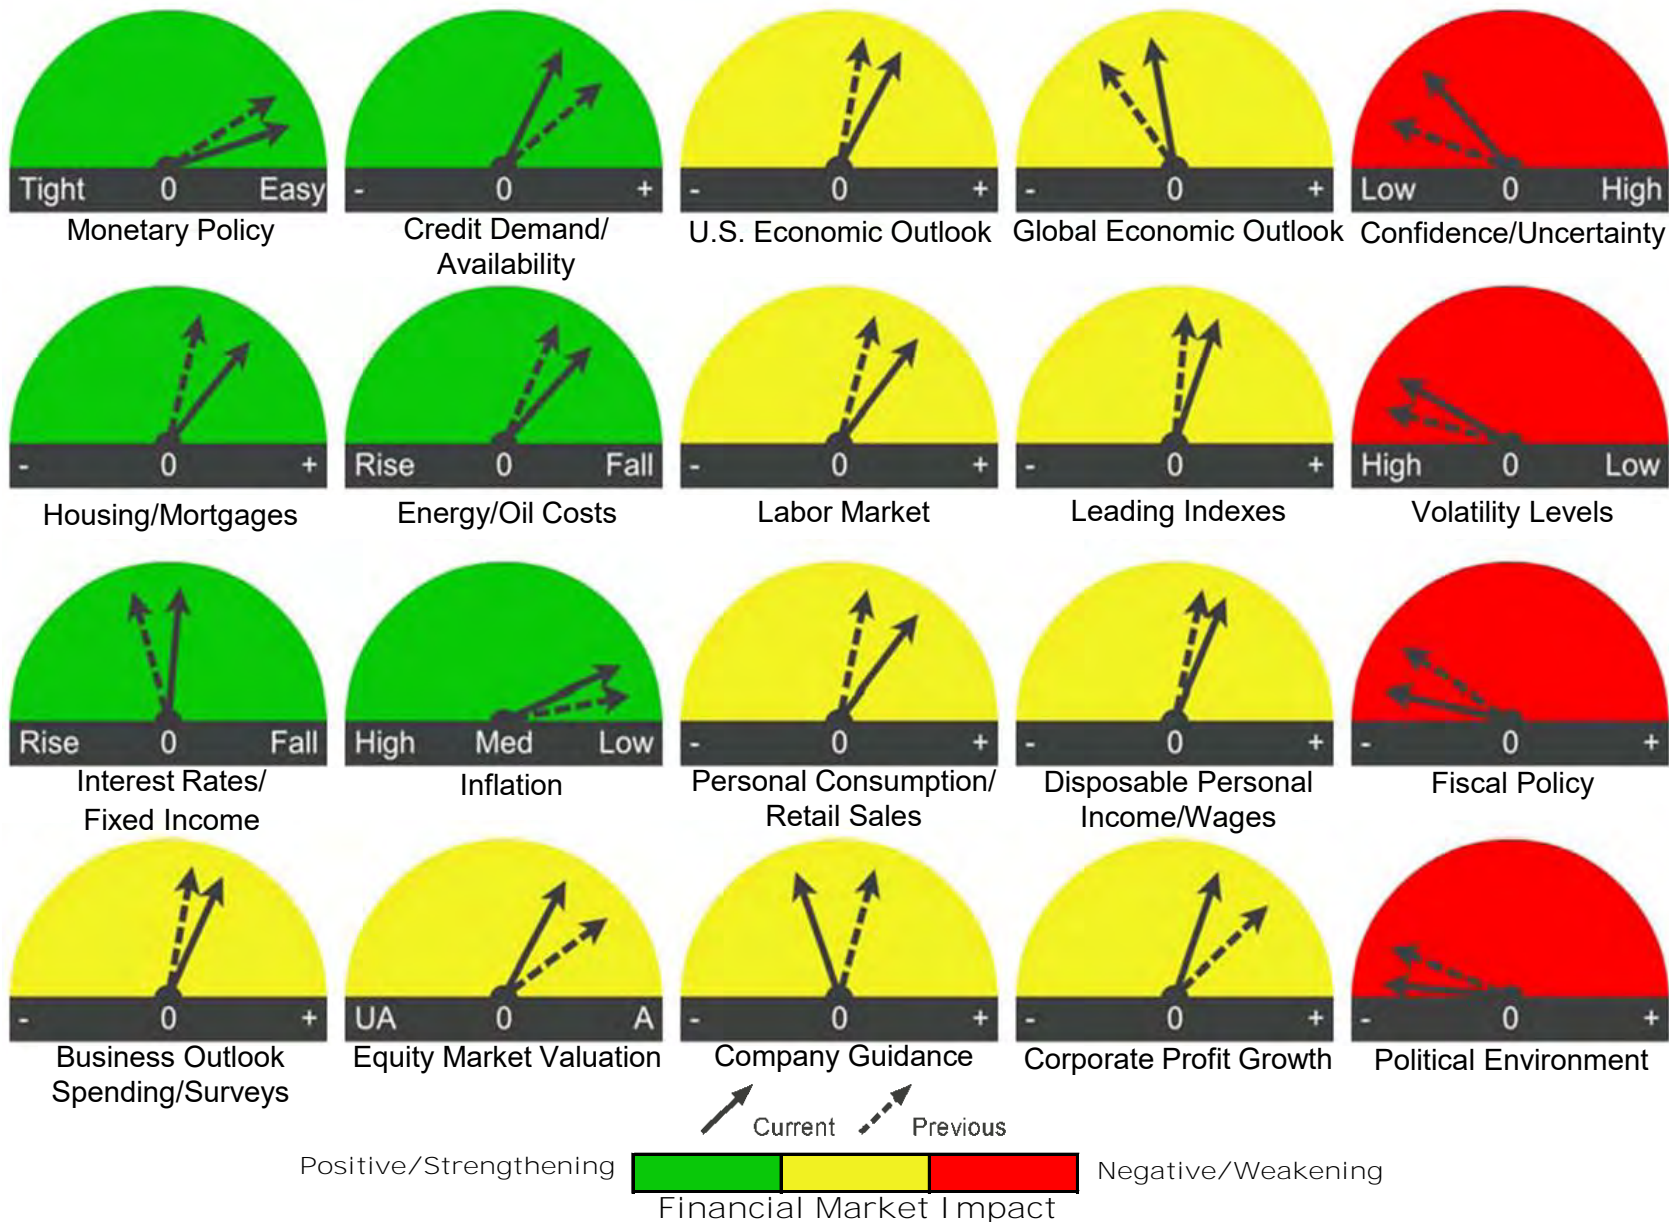 Tight 0 Easy
Monetary Policy
- 0 +
Credit Demand/
Availability
- 0 +
U.S. Economic Outlook
- 0 +
Global Economic Outlook
Low 0 High
Confidence/Uncertainty
- 0 +
Housing/Mortgages
Rise 0 Fall
Energy/Oil Costs
- 0 +
Labor Market
- 0 +
Leading Indexes
High 0 Low
Volatility Levels
Rise 0 Fall
Interest Rates/
Fixed Income
High Med Low
Inflation
- 0 +
Personal Consumption/
Retail Sales
- 0 +
Disposable Personal
Income/Wages
- 0 +
Fiscal Policy
- 0 +
Business Outlook
Spending/Surveys
UA 0 A
Equity Market Valuation
- 0 +
Company Guidance
- 0 +
Corporate Profit Growth
- 0 +
Political Environment
Current Previous
Positive/Strengthening Negative/Weakening
Financial Market Impact